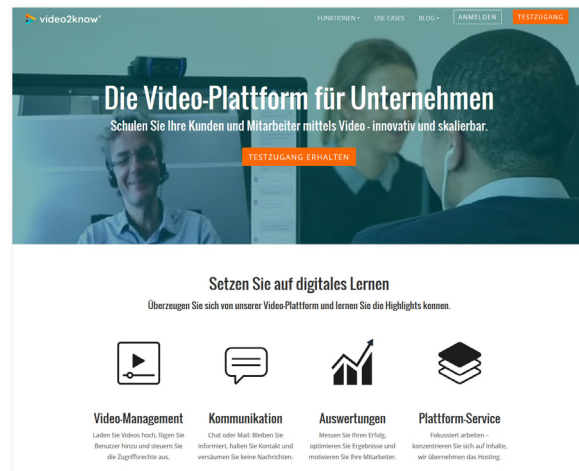 video2know®
FUNKTIONEN
USE CASES
BLOG
ANMELDEN
TESTZUGANG
Die Video-Plattform für Unternehmen
Schulen Sie Ihre Kunden und Mitarbeiter mittels Video - innovativ und skalierbar.
TESTZUGANG ERHALTEN
Setzen Sie auf digitales Lernen
Überzeugen Sie sich von unserer Video-Plattform und lernen Sie die Highlights kennen.
Video-Management
Laden Sie Videos hoch, fügen Sie
Benutzer hinzu und steuern Sie
die Zugriffsrechte aus.
Kommunikation
Chat oder Mail: Bleiben Sie
informiert, halten Sie Kontakt und
versäumen Sie keine Nachrichten.
Auswertungen
Messen Sie Ihren Erfolg,
optimieren Sie Ergebnisse und
motivieren Sie Ihre Mitarbeiter.
Plattform-Service
Fokussiert arbeiten –
konzentrieren Sie sich auf Inhalte,
wir übernehmen das Hosting.